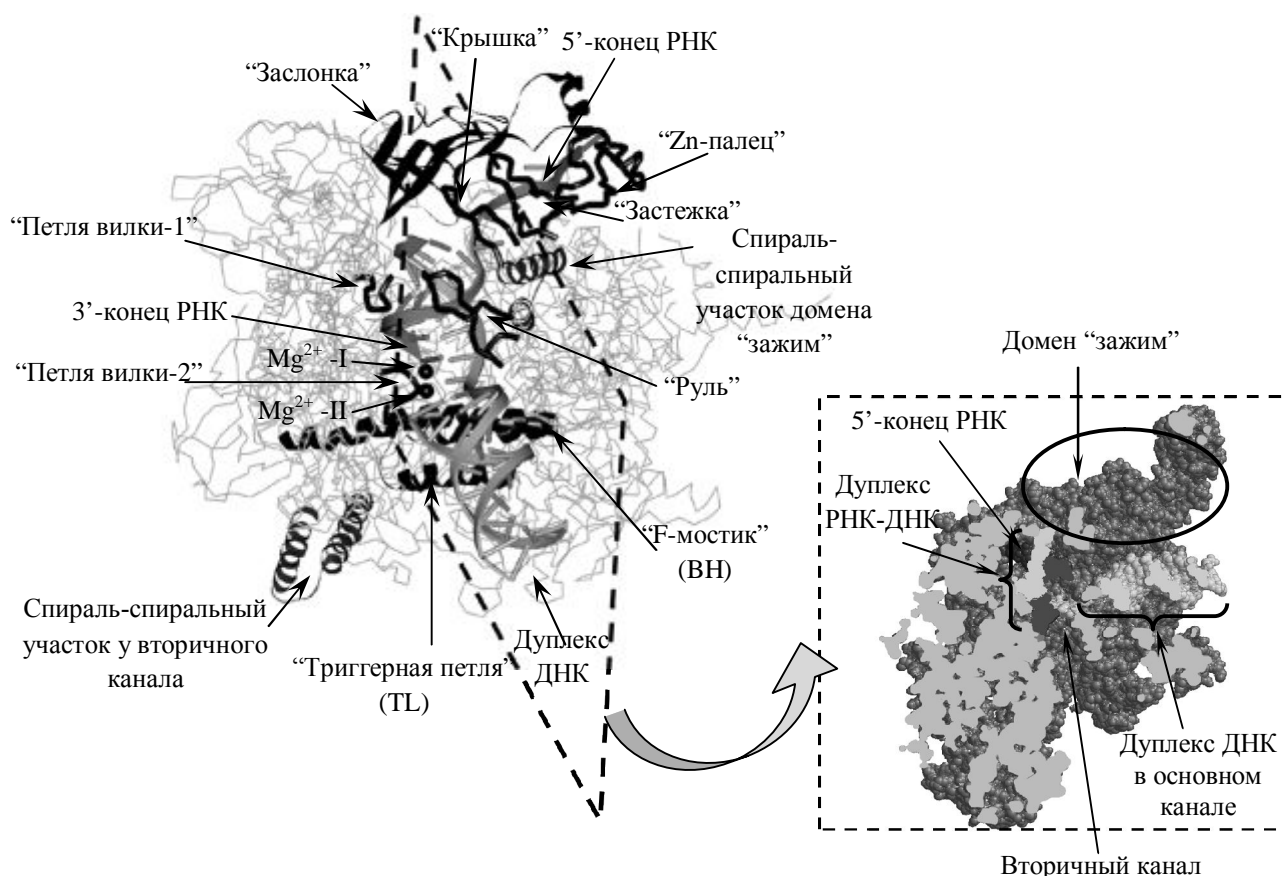 “Крышка”
5’-конец РНК
“Заслонка”
“Zn-палец”
“Застежка”
“Петля вилки-1”
Спираль-
спиральный
участок домена
“зажим”
3’-конец РНК
Mg²⁺ -I
“Петля вилки-2”
Mg²⁺ -II
“Руль”
“F-мостик”
(BH)
Спираль-спиральный
участок у вторичного
канала
“Триггерная петля”
(TL)
Дуплекс
ДНК
Домен “зажим”
5’-конец РНК
Дуплекс
РНК-ДНК
Дуплекс ДНК
в основном
канале
Вторичный канал